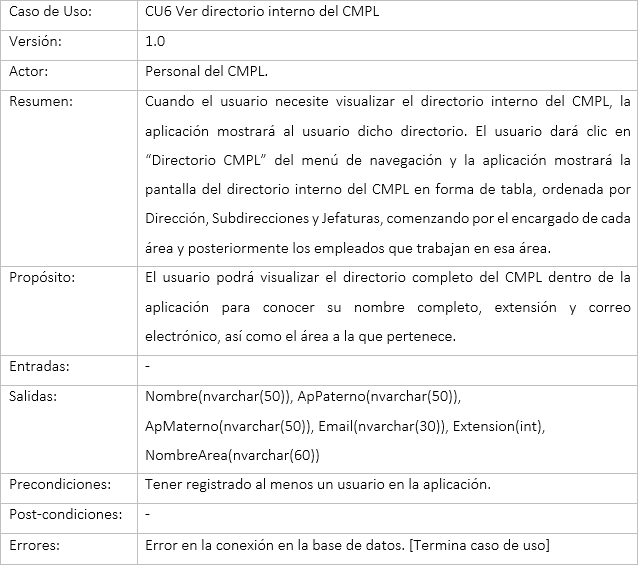 Caso de Uso: CU6 Ver directorio interno del CMPL
Versión: 1.0
Actor: Personal del CMPL.
Resumen: Cuando el usuario necesite visualizar el directorio interno del CMPL, la
aplicación mostrará al usuario dicho directorio. El usuario dará clic en
“Directorio CMPL” del menú de navegación y la aplicación mostrará la
pantalla del directorio interno del CMPL en forma de tabla, ordenada por
Dirección, Subdirecciones y Jefaturas, comenzando por el encargado de cada
área y posteriormente los empleados que trabajan en esa área.
Propósito: El usuario podrá visualizar el directorio completo del CMPL dentro de la
aplicación para conocer su nombre completo, extensión y correo
electrónico, así como el área a la que pertenece.
Entradas: -
Salidas: Nombre(nvarchar(50)), ApPaterno(nvarchar(50)),
ApMaterno(nvarchar(50)), Email(nvarchar(30)), Extension(int),
NombreArea(nvarchar(60))
Precondiciones: Tener registrado al menos un usuario en la aplicación.
Post-condiciones: -
Errores: Error en la conexión en la base de datos. [Termina caso de uso]